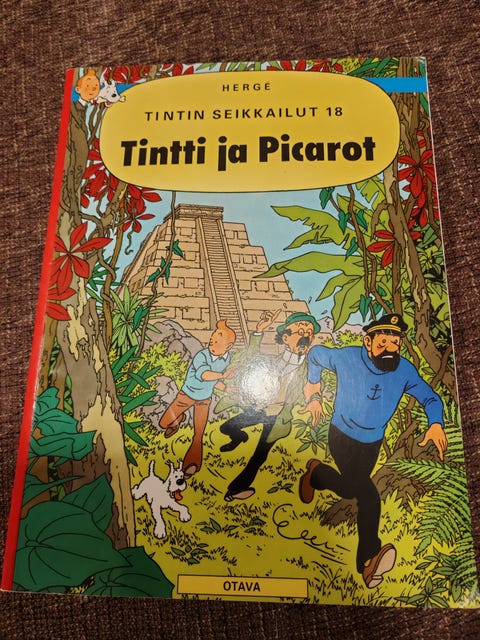 HERGÉ
TINTIN SEIKKAILUT 18
Tintti ja Picarot
OTAVA